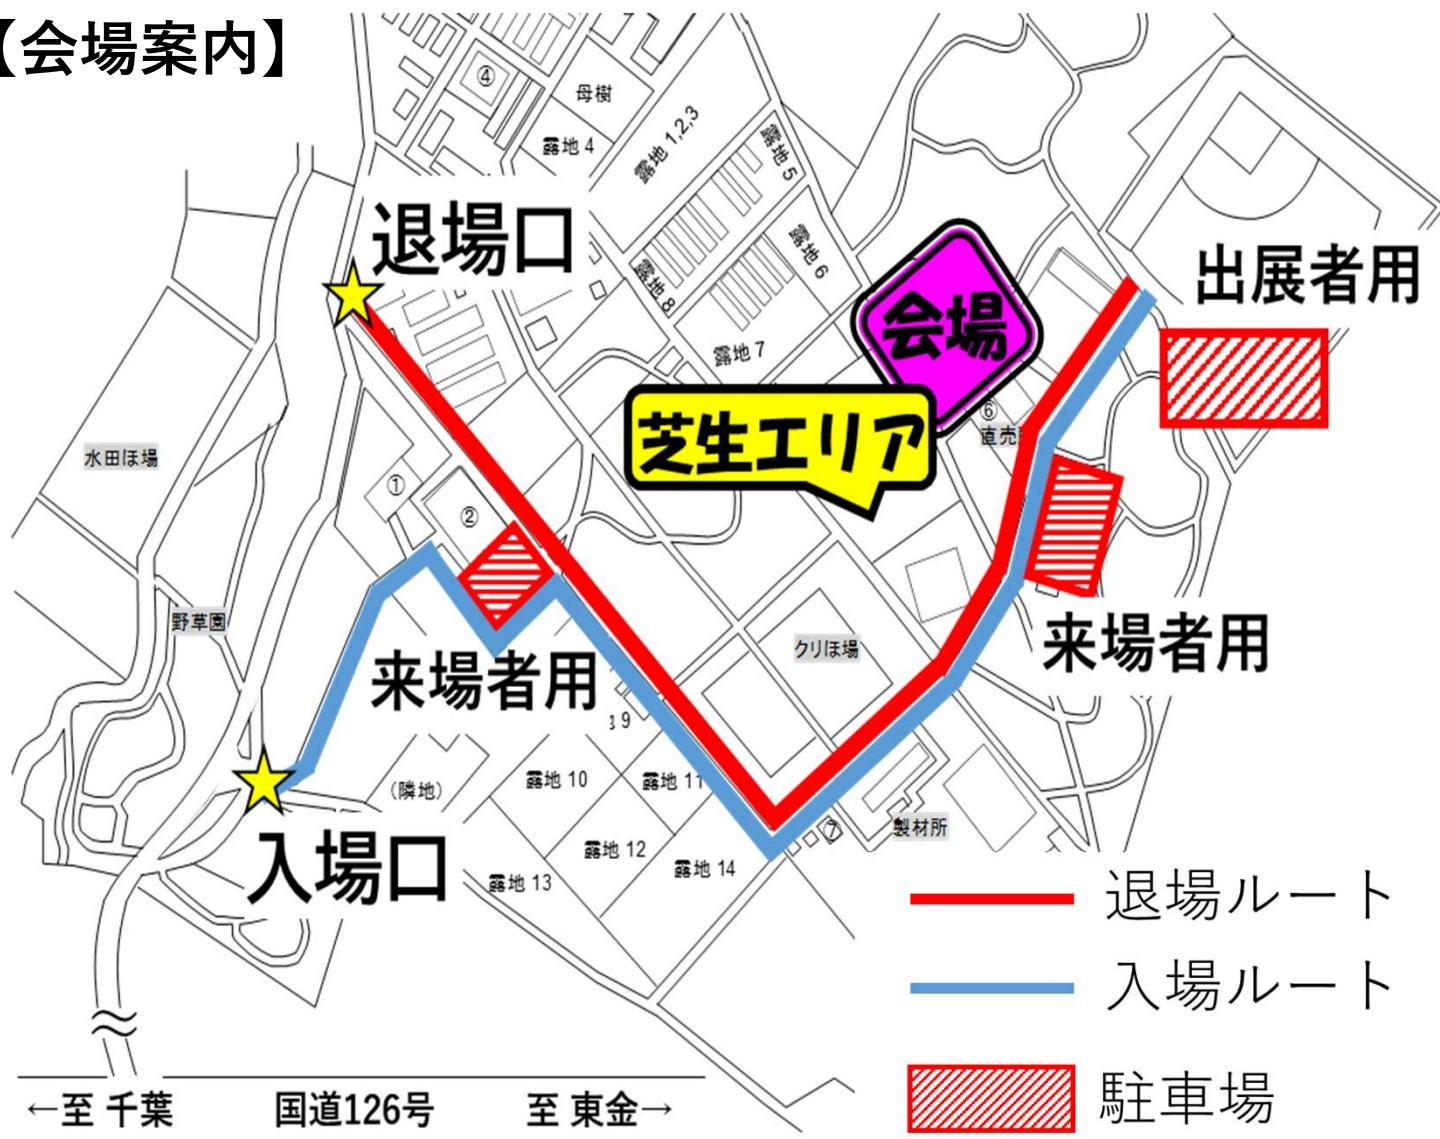 【会場案内】
④
母樹
露地 4
露地 1,2,3
露地 5
退場口
露地 6
露地 8
会場
出展者用
露地 7
芝生エリア
⑥
直売
水田ほ場
①
②
野草園
来場者用
クリほ場
来場者用
9
露地 10
露地 11
(隣地)
入場口
⑦
製材所
露地 12
露地 13
露地 14
退場ルート
入場ルート
駐車場
←至 千葉 国道126号 至 東金→